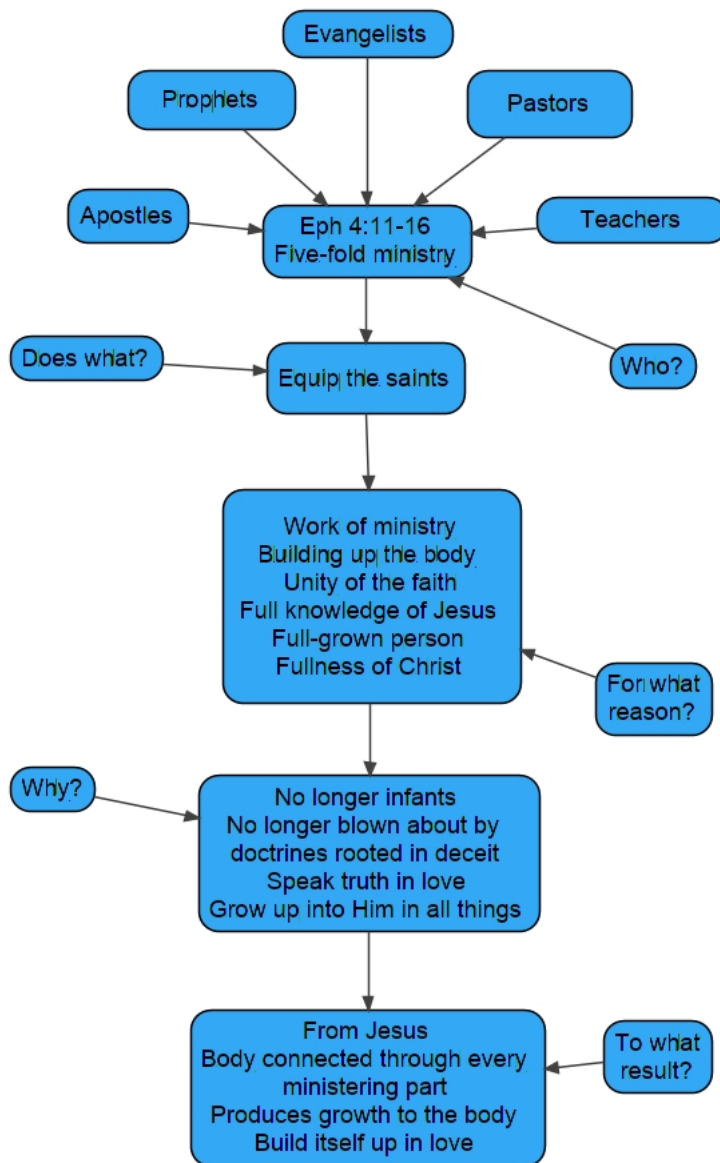 Evangelists
Prophets
Pastors
Apostles
Eph 4:11-16
Five-fold ministry
Teachers
Does what?
Equip the saints
Who?
Work of ministry
Building up the body
Unity of the faith
Full knowledge of Jesus
Full-grown person
Fullness of Christ
For what
reason?
Why?
No longer infants
No longer blown about by
doctrines rooted in deceit
Speak truth in love
Grow up into Him in all things
From Jesus
Body connected through every
ministering part
Produces growth to the body
Build itself up in love
To what
result?